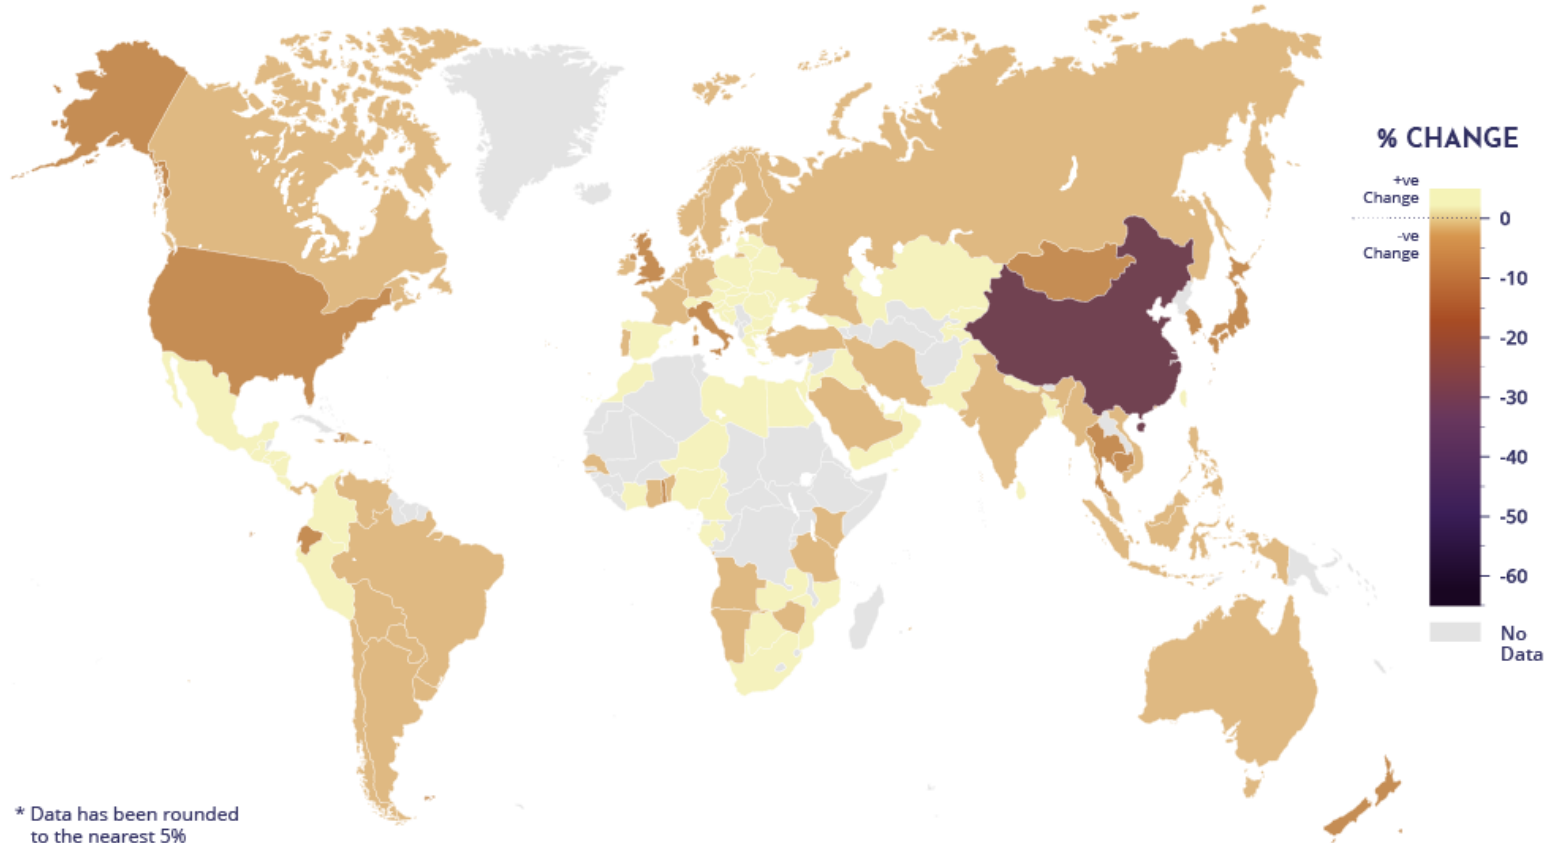 % CHANGE
+ve
Change
0
-ve
Change
-10
-20
-30
-40
-50
-60
No
Data
* Data has been rounded
to the nearest 5%